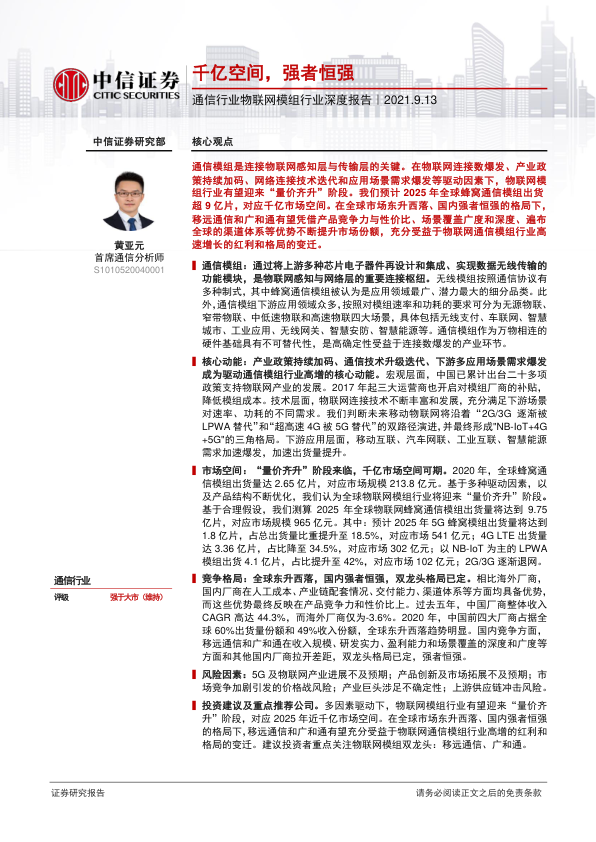 中信证券
CITIC SECURITIES
千亿空间，强者恒强
通信行业物联网模组行业深度报告｜2021.9.13
中信证券研究部
黄亚元
首席通信分析师
S1010520040001
核心观点
通信模组是连接物联网感知层与传输层的关键。在物联网连接数爆发、产业政
策持续加码、网络连接技术迭代和应用场景需求爆发等驱动因素下，物联网模
组行业有望迎来“量价齐升”阶段。我们预计 2025 年全球蜂窝通信模组出货
超 9 亿片，对应千亿市场空间。在全球市场东升西落、国内强者恒强的格局下，
移远通信和广和通有望凭借产品竞争力与性价比、场景覆盖广度和深度、遍布
全球的渠道体系等优势不断提升市场份额，充分受益于物联网通信模组行业高
速增长的红利和格局的变迁。
▍通信模组：通过将上游多种芯片电子器件再设计和集成、实现数据无线传输的
功能模块，是物联网感知与网络层的重要连接枢纽。无线模组按照通信协议有
多种制式，其中蜂窝通信模组被认为是应用领域最广、潜力最大的细分品类。此
外，通信模组下游应用领域众多，按照对模组速率和功耗的要求可分为无源物联、
窄带物联、中低速物联和高速物联四大场景，具体包括无线支付、车联网、智慧
城市、工业应用、无线网关、智慧安防、智慧能源等。通信模组作为万物相连的
硬件基础具有不可替代性，是高确定性受益于连接数爆发的产业环节。
▍核心动能：产业政策持续加码、通信技术升级迭代、下游多应用场景需求爆发
成为驱动通信模组行业高增的核心动能。宏观层面，中国已累计出台二十多项
政策支持物联网产业的发展。2017 年起三大运营商也开启对模组厂商的补贴，
降低模组成本。技术层面，物联网连接技术不断丰富和发展，充分满足下游场景
对速率、功耗的不同需求。我们判断未来移动物联网将沿着“2G/3G 逐渐被
LPWA 替代”和“超高速 4G 被 5G 替代”的双路径演进,并最终形成"NB-IoT+4G
+5G"的三角格局。下游应用层面，移动互联、汽车网联、工业互联、智慧能源
需求加速爆发，加速出货量提升。
▍市场空间：“量价齐升”阶段来临，千亿市场空间可期。2020 年，全球蜂窝通
信模组出货量达 2.65 亿片，对应市场规模 213.8 亿元。基于多种驱动因素，以
及产品结构不断优化，我们认为全球物联网模组行业将迎来“量价齐升”阶段。
基于合理假设，我们测算 2025 年全球物联网蜂窝通信模组出货量将达到 9.75
亿片，对应市场规模 965 亿元。其中：预计 2025 年 5G 蜂窝模组出货量将达到
1.8 亿片，占总出货量比重提升至 18.5%，对应市场 541 亿元；4G LTE 出货量
达 3.36 亿片，占比降至 34.5%，对应市场 302 亿元；以 NB-IoT 为主的 LPWA
模组出货 4.1 亿片，占比提升至 42%，对应市场 102 亿元；2G/3G 逐渐退网。
▍竞争格局：全球东升西落，国内强者恒强，双龙头格局已定。相比海外厂商，
国内厂商在人工成本、产业链配套情况、交付能力、渠道体系等方面均具备优势，
而这些优势最终反映在产品竞争力和性价比上。过去五年，中国厂商整体收入
CAGR 高达 44.3%，而海外厂商仅为-3.6%。2020 年，中国前四大厂商占据全
球 60%出货量份额和 49%收入份额，全球东升西落趋势明显。国内竞争方面，
移远通信和广和通在收入规模、研发实力、盈利能力和场景覆盖的深度和广度等
方面和其他国内厂商拉开差距，双龙头格局已定，强者恒强。
▍风险因素：5G 及物联网产业进展不及预期；产品创新及市场拓展不及预期；市
场竞争加剧引发的价格战风险；产业巨头涉足不确定性；上游供应链冲击风险。
▍投资建议及重点推荐公司。多因素驱动下，物联网模组行业有望迎来“量价齐
升”阶段，对应 2025 年近千亿市场空间。在全球市场东升西落、国内强者恒强
的格局下,移远通信和广和通有望充分受益于物联网通信模组行业高增的红利和
格局的变迁。建议投资者重点关注物联网模组双龙头：移远通信、广和通。
通信行业
评级 强于大市（维持）
证券研究报告
请务必阅读正文之后的免责条款